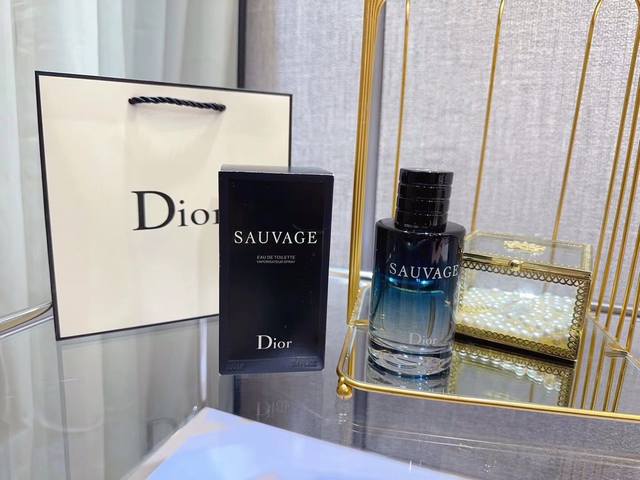 Dior
SAUVAGE
EAU DE TOILETTE
VAPORISATEUR SPRAY
Dior
SAUVAGE
Dior